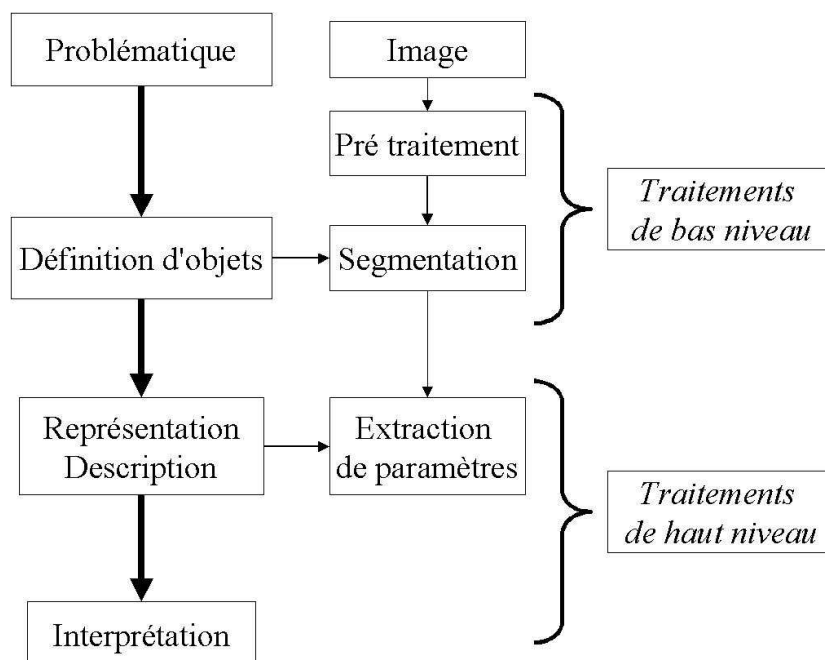 Problématique
Image
Pré traitement
Traitements
de bas niveau
Définition d'objets
Segmentation
Représentation
Description
Extraction
de paramètres
Traitements
de haut niveau
Interprétation